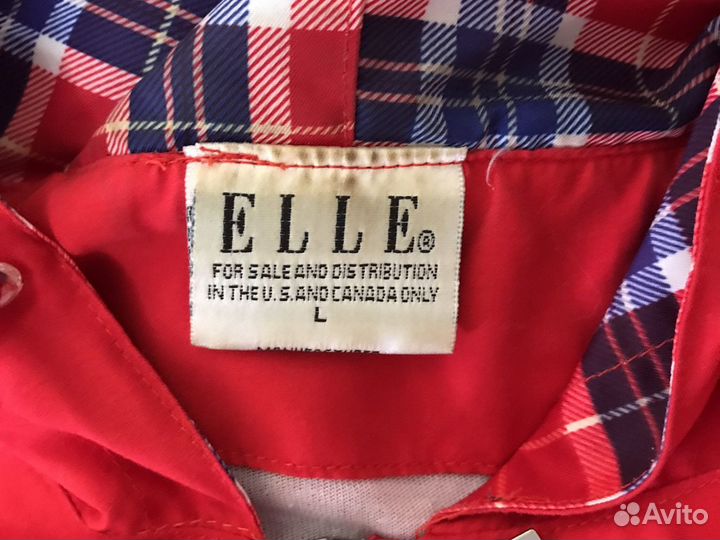 ELLE®
FOR SALE AND DISTRIBUTION
IN THE U.S. AND CANADA ONLY
L
Avito